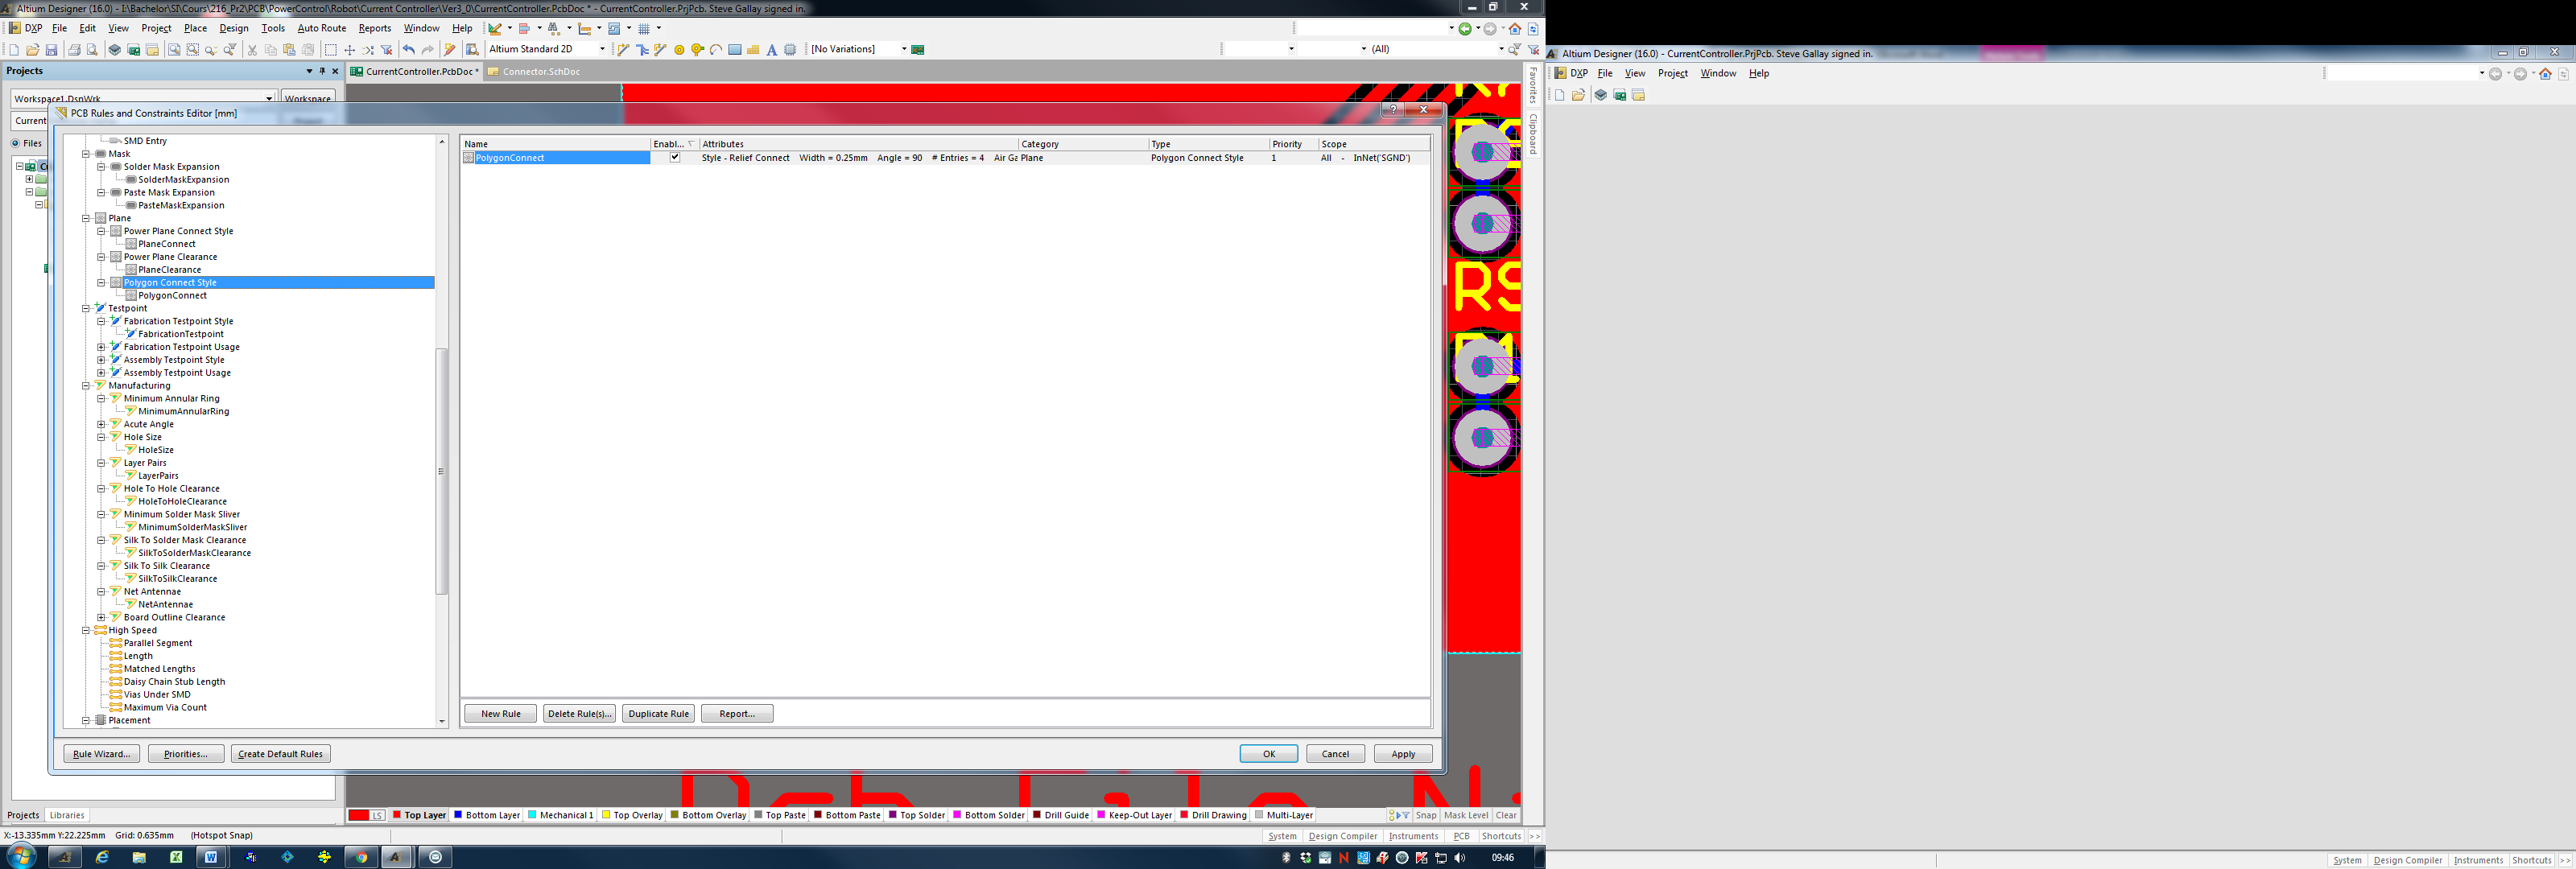 Altium Designer (16.0) - I:\Bachelor\SI\Cours\216_Pr2\PCB\PowerControl\Robot\Current Controller\Ver3_0\CurrentController.PcbDoc * - CurrentController.PrjPcb. Steve Gallay signed in.
DXP File Edit View Project Place Design Tools Auto Route Reports Window Help
Altium Standard 2D [No Variations] (All)
Projects
CurrentController.PcbDoc * Connector.SchDoc
Workspace1.DsnWrk Workspace
Current
Files
PCB Rules and Constraints Editor [mm]
SMD Entry
Mask
Solder Mask Expansion
SolderMaskExpansion
Paste Mask Expansion
PasteMaskExpansion
Plane
Power Plane Connect Style
PlaneConnect
Power Plane Clearance
PlaneClearance
Polygon Connect Style
PolygonConnect
Testpoint
Fabrication Testpoint Style
FabricationTestpoint
Fabrication Testpoint Usage
Assembly Testpoint Style
Assembly Testpoint Usage
Manufacturing
Minimum Annular Ring
MinimumAnnularRing
Acute Angle
Hole Size
HoleSize
Layer Pairs
LayerPairs
Hole To Hole Clearance
HoleToHoleClearance
Minimum Solder Mask Sliver
MinimumSolderMaskSliver
Silk To Solder Mask Clearance
SilkToSolderMaskClearance
Silk To Silk Clearance
SilkToSilkClearance
Net Antennae
NetAntennae
Board Outline Clearance
High Speed
Parallel Segment
Length
Matched Lengths
Daisy Chain Stub Length
Vias Under SMD
Maximum Via Count
Placement
Name Enabl... Attributes Category Type Priority Scope
PolygonConnect Style - Relief Connect Width = 0.25mm Angle = 90 # Entries = 4 Air Ga Plane Polygon Connect Style 1 All - InNet('SGND')
New Rule Delete Rule(s)... Duplicate Rule Report...
Rule Wizard... Priorities... Create Default Rules OK Cancel Apply
RS
Favorites
Clipboard
Projects Libraries
LS Top Layer Bottom Layer Mechanical 1 Top Overlay Bottom Overlay Top Paste Bottom Paste Top Solder Bottom Solder Drill Guide Keep-Out Layer Drill Drawing Multi-Layer Snap Mask Level Clear
X:-13.335mm Y:22.225mm Grid: 0.635mm (Hotspot Snap)
System Design Compiler Instruments PCB Shortcuts >>
09:46
Altium Designer (16.0) - CurrentController.PrjPcb. Steve Gallay signed in.
DXP File View Project Window Help
System Design Compiler Instruments Shortcuts >>